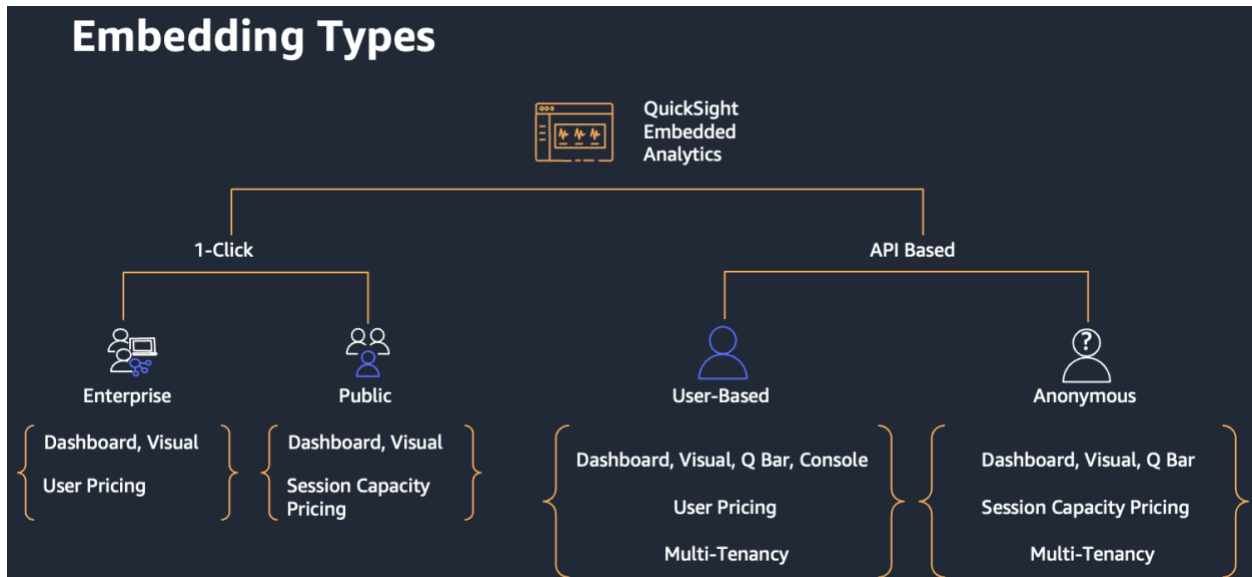 Embedding Types
QuickSight
Embedded
Analytics
1-Click
API Based
Enterprise
Public
?
User-Based
Anonymous
Dashboard, Visual
User Pricing
Dashboard, Visual
Session Capacity
Pricing
Dashboard, Visual, Q Bar, Console
User Pricing
Multi-Tenancy
Dashboard, Visual, Q Bar
Session Capacity Pricing
Multi-Tenancy